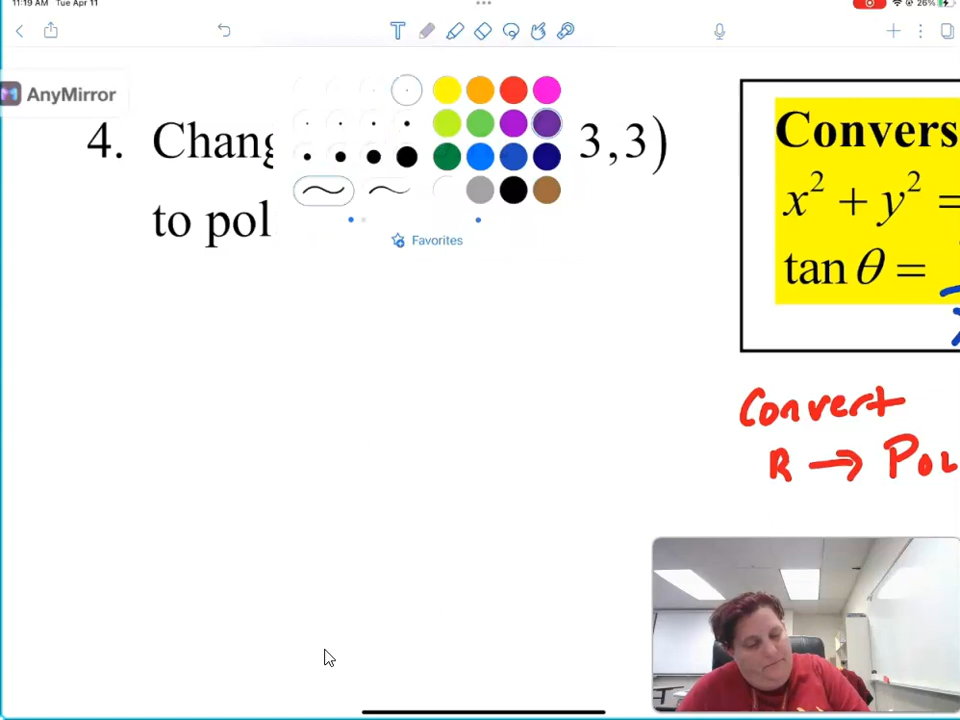 11:19 AM Tue Apr 11
26%
AnyMirror
4. Chang 3,3)
to pol
Favorites
Convers
x² + y² =
tan θ =
Convert
R → Pol